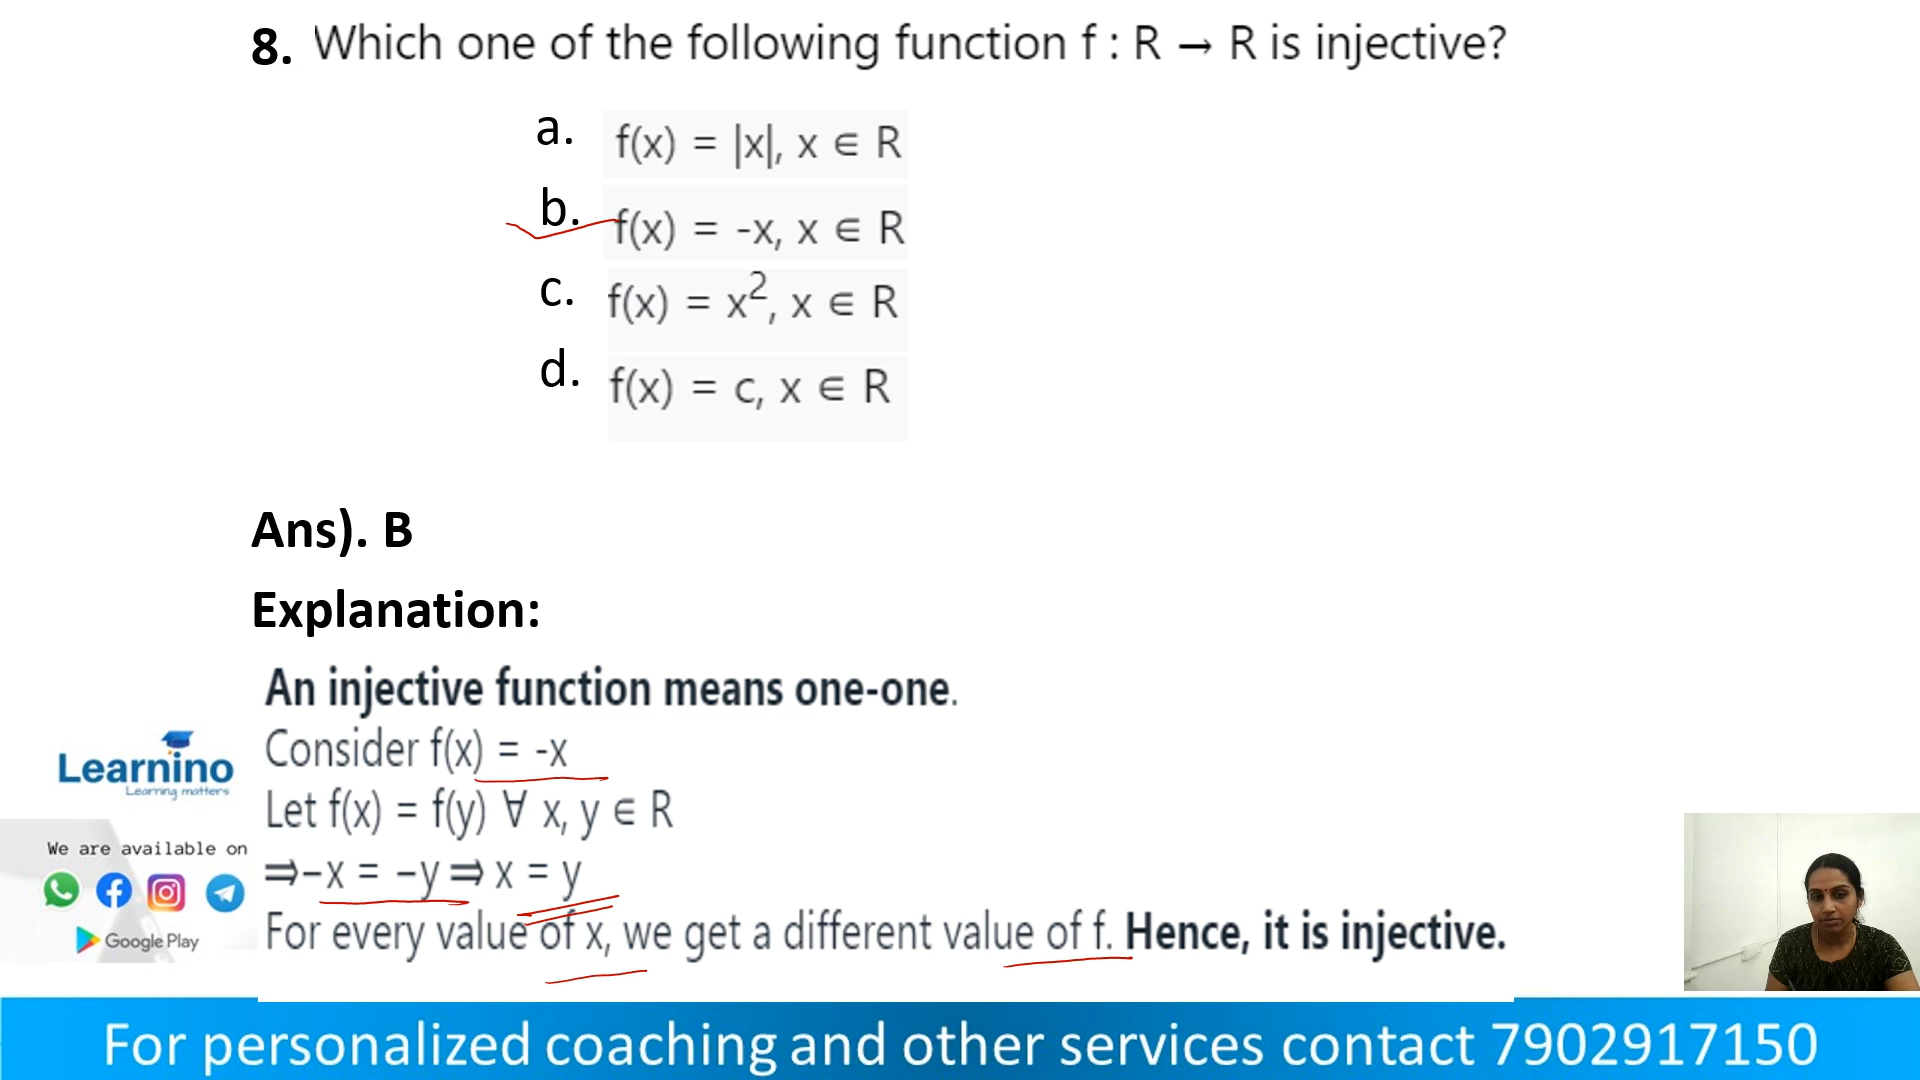 8. Which one of the following function f : R → R is injective?
a. f(x) = |x|, x ∈ R
b. f(x) = -x, x ∈ R
c. f(x) = x², x ∈ R
d. f(x) = c, x ∈ R
Ans). B
Explanation:
An injective function means one-one.
Consider f(x) = -x
Let f(x) = f(y) ∀ x, y ∈ R
⇒−x = −y ⇒ x = y
For every value of x, we get a different value of f. Hence, it is injective.
Learnino
Learning matters
We are available on
Google Play
For personalized coaching and other services contact 7902917150